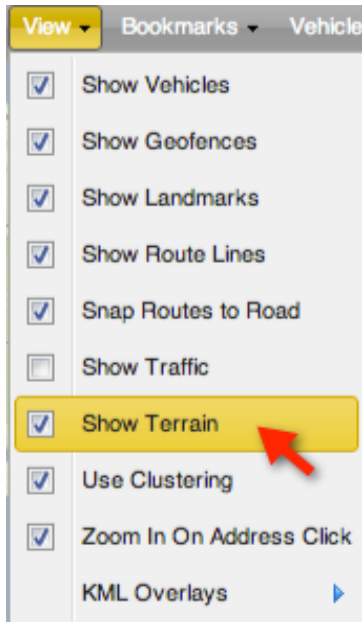 View Bookmarks Vehicle
Show Vehicles
Show Geofences
Show Landmarks
Show Route Lines
Snap Routes to Road
Show Traffic
Show Terrain
Use Clustering
Zoom In On Address Click
KML Overlays